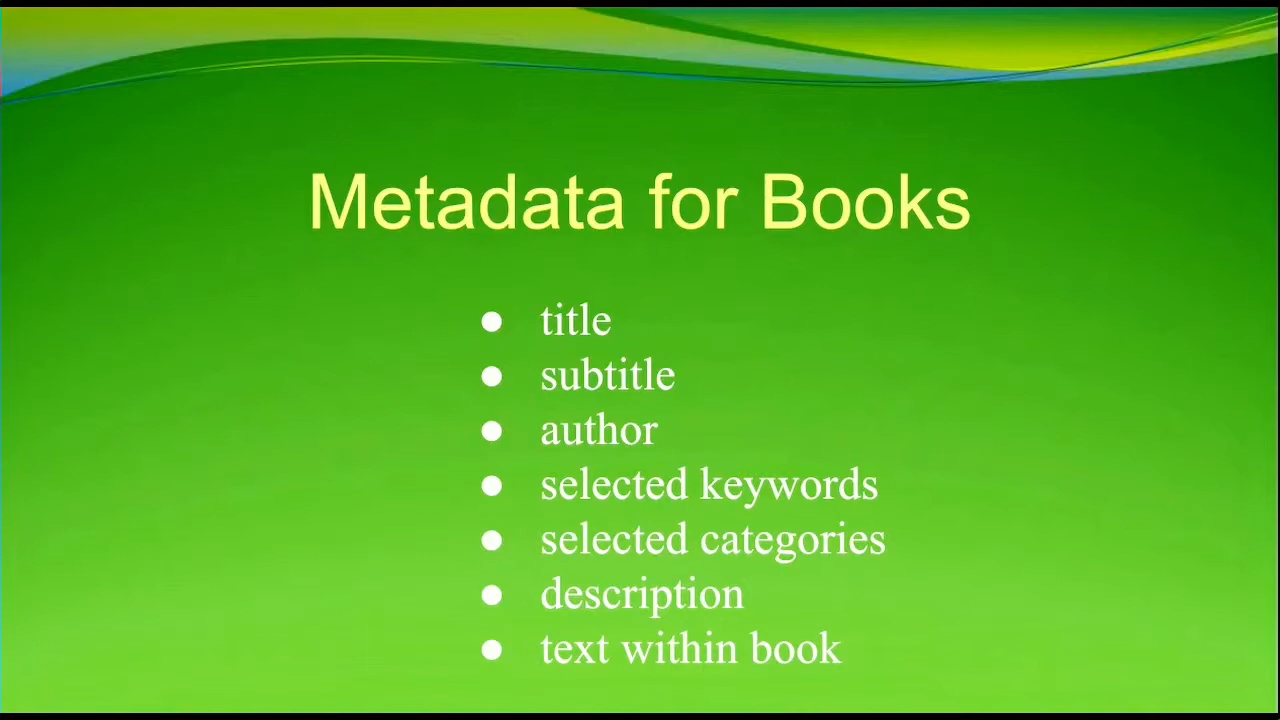 Metadata for Books
● title
● subtitle
● author
● selected keywords
● selected categories
● description
● text within book